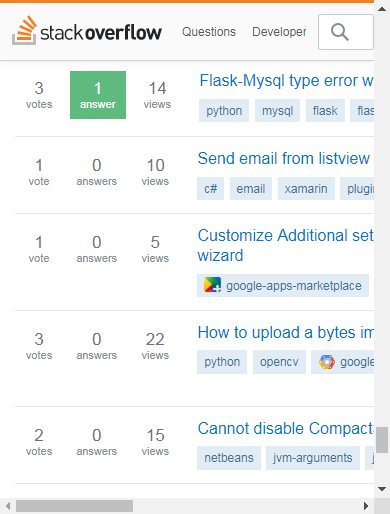 stackoverflow Questions Developer
3 1 14 Flask-Mysql type error w
votes answer views python mysql flask flas
1 0 10 Send email from listview
vote answers views c# email xamarin plugin
1 0 5 Customize Additional set
vote answers views wizard
google-apps-marketplace
3 0 22 How to upload a bytes im
votes answers views python opencv google
2 0 15 Cannot disable Compact
votes answers views netbeans jvm-arguments